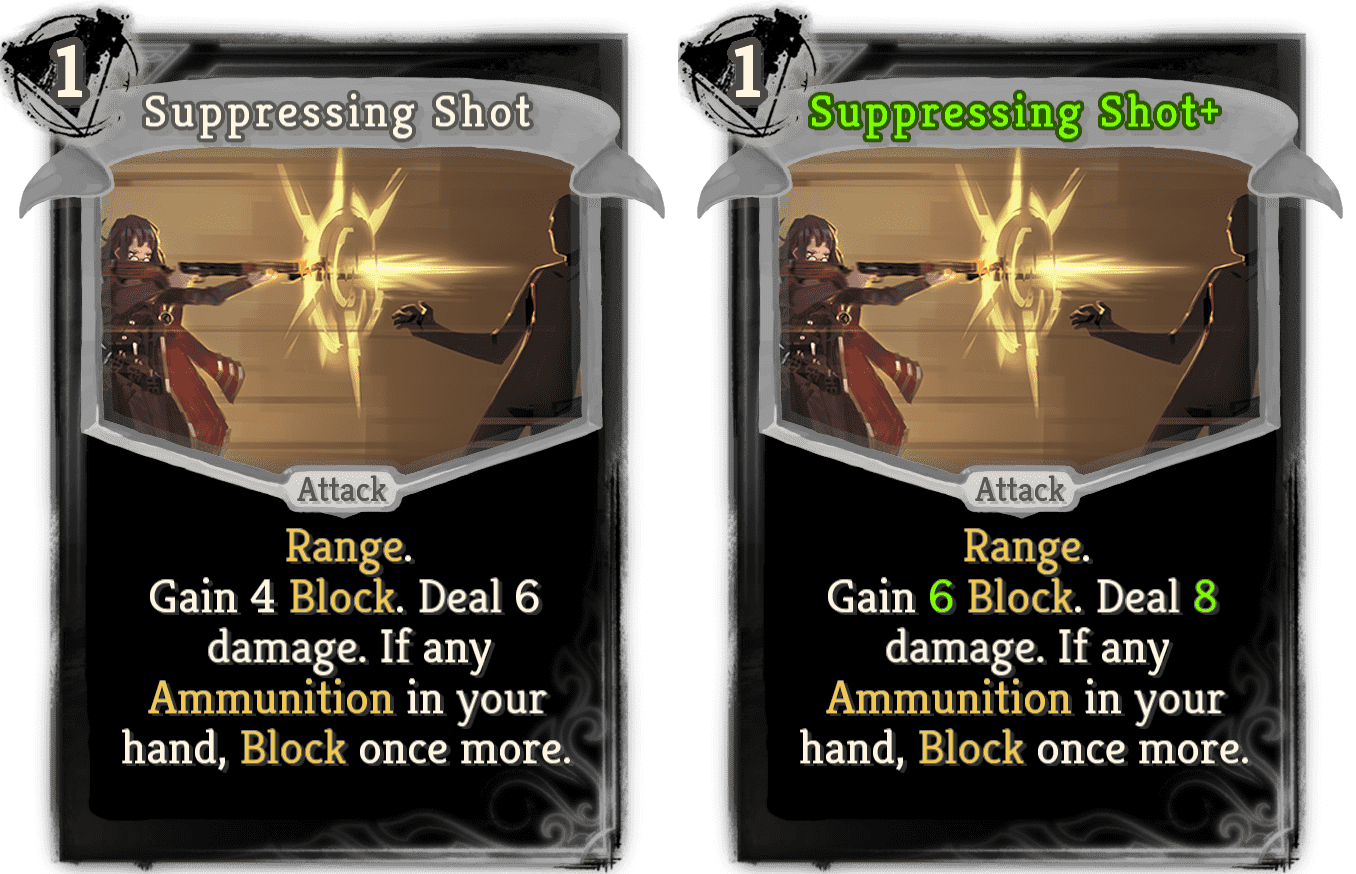 1
Suppressing Shot
Attack
Range.
Gain 4 Block. Deal 6
damage. If any
Ammunition in your
hand, Block once more.
1
Suppressing Shot+
Attack
Range.
Gain 6 Block. Deal 8
damage. If any
Ammunition in your
hand, Block once more.